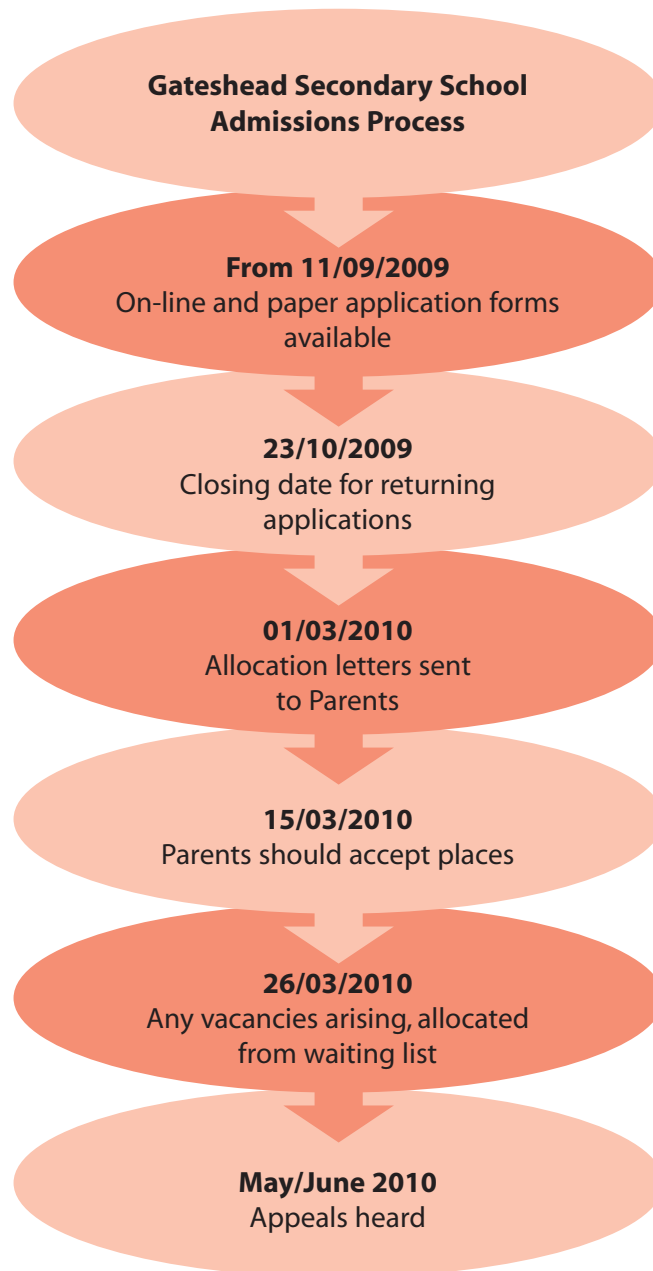 Gateshead Secondary School
Admissions Process
From 11/09/2009
On-line and paper application forms
available
23/10/2009
Closing date for returning
applications
01/03/2010
Allocation letters sent
to Parents
15/03/2010
Parents should accept places
26/03/2010
Any vacancies arising, allocated
from waiting list
May/June 2010
Appeals heard